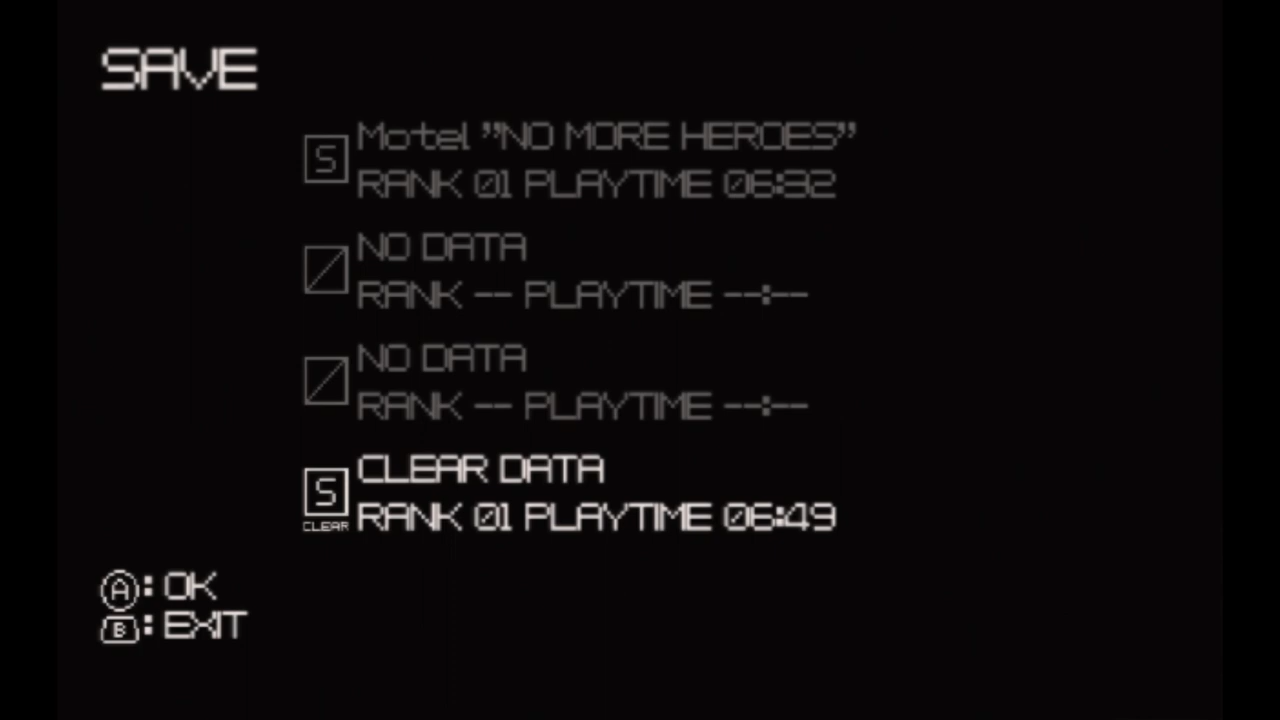 SAVE
S
Motel "NO MORE HEROES"
RANK 01 PLAYTIME 06:32
NO DATA
RANK -- PLAYTIME --:--
NO DATA
RANK -- PLAYTIME --:--
S
CLEAR
CLEAR DATA
RANK 01 PLAYTIME 06:49
A: OK
B: EXIT